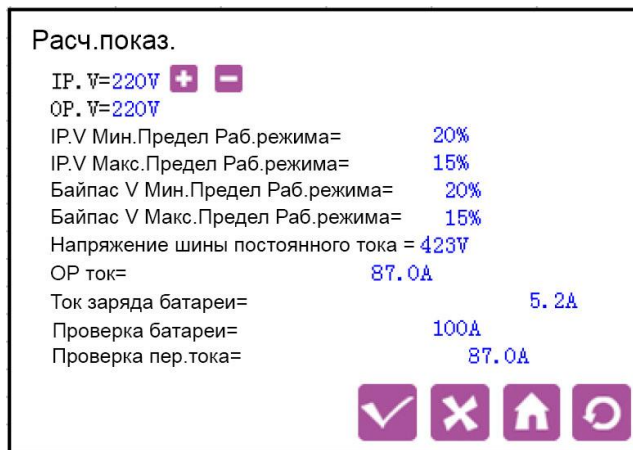 Расч.показ.
IP.V=220V
OP.V=220V
IP.V Мин.Предел Раб.режима= 20%
IP.V Макс.Предел Раб.режима= 15%
Байпас V Мин.Предел Раб.режима= 20%
Байпас V Макс.Предел Раб.режима= 15%
Напряжение шины постоянного тока = 423V
ОР ток= 87.0A
Ток заряда батареи= 5.2A
Проверка батареи= 100A
Проверка пер.тока= 87.0A